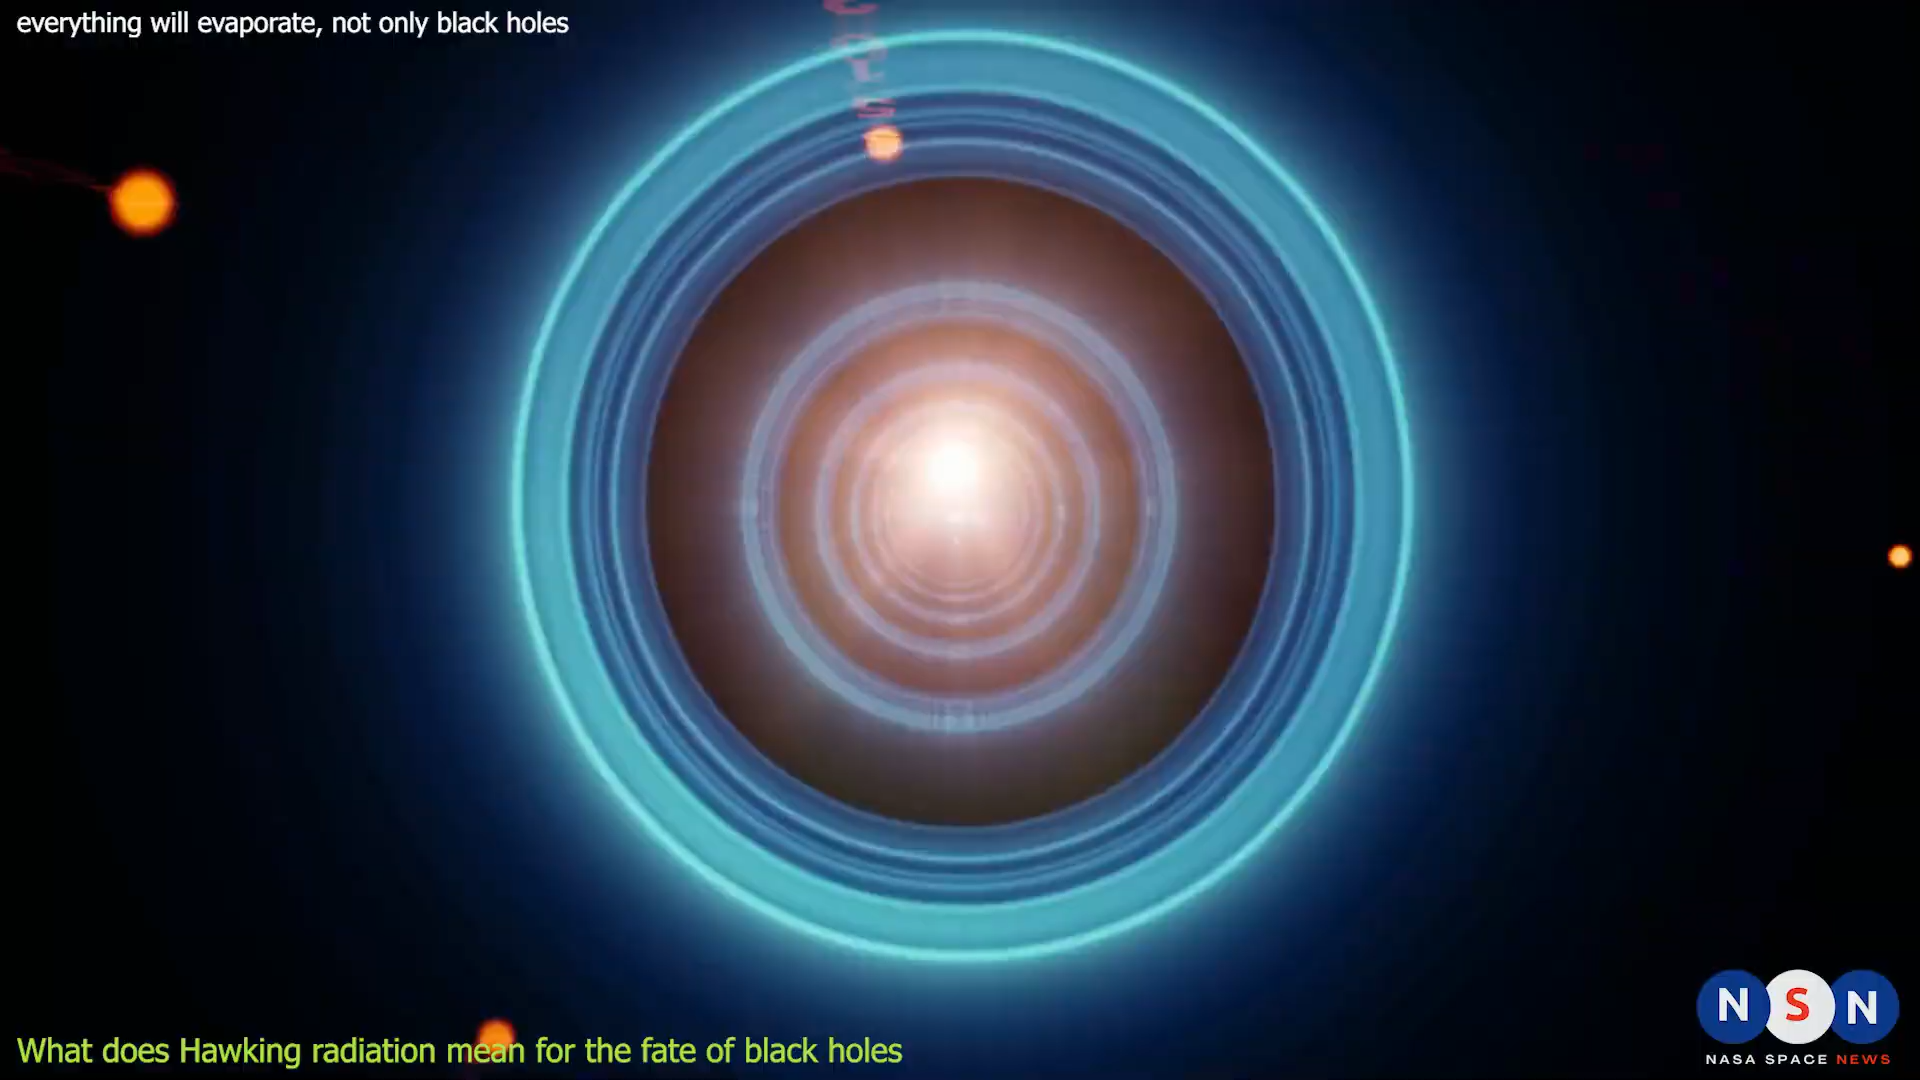 everything will evaporate, not only black holes
What does Hawking radiation mean for the fate of black holes
NSN
NASA SPACE NEWS